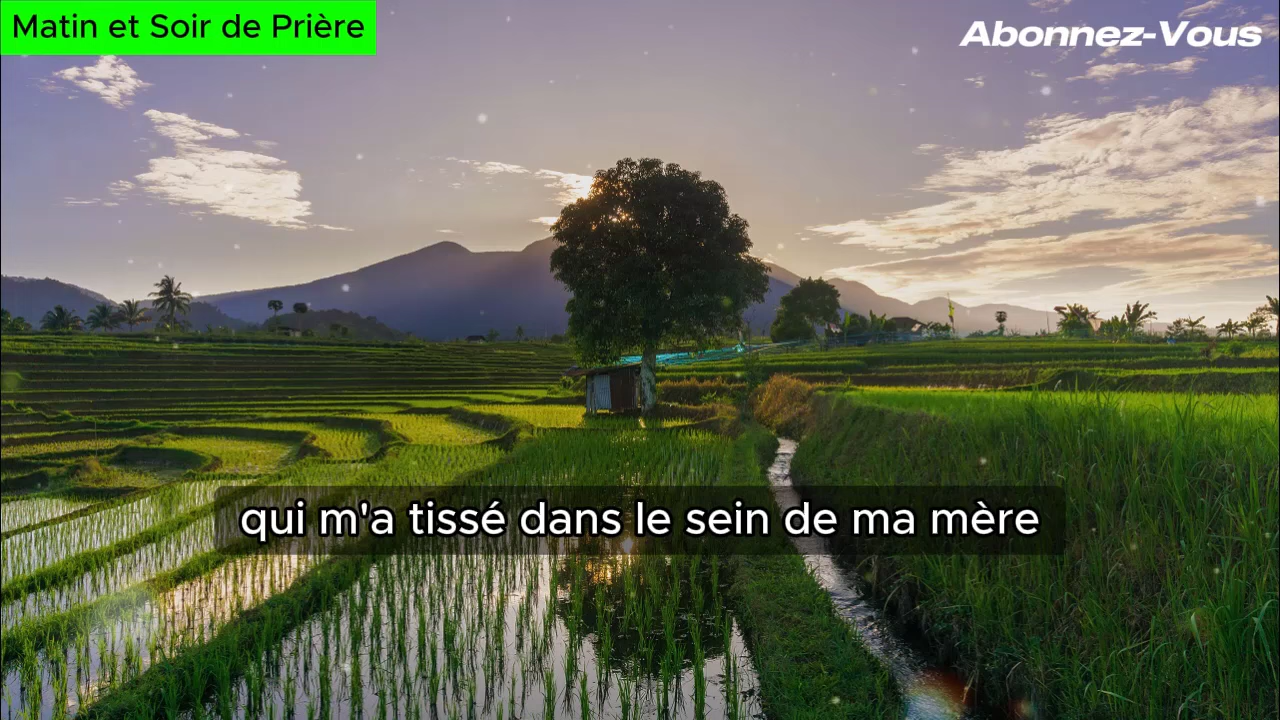 Matin et Soir de Prière
Abonnez-Vous
qui m'a tissé dans le sein de ma mère